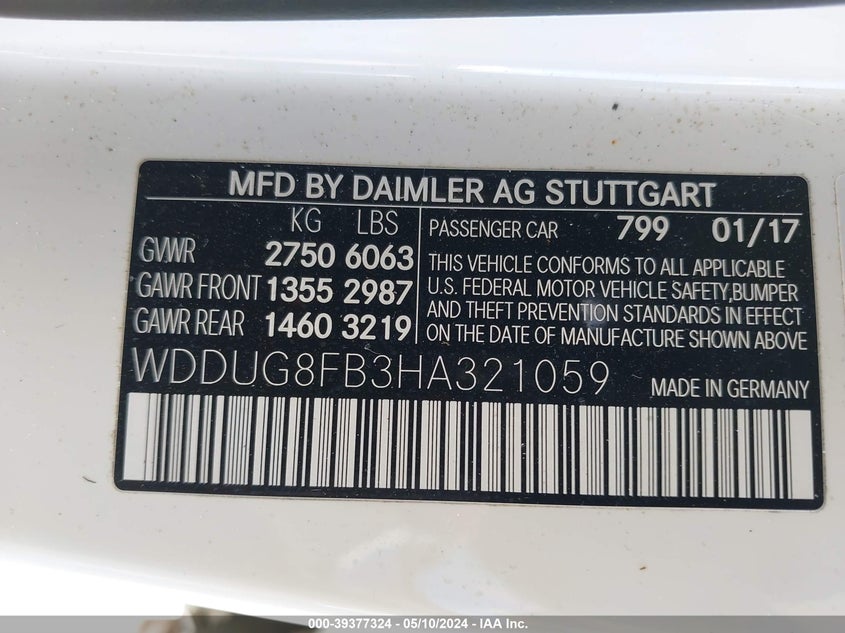 MFD BY DAIMLER AG STUTTGART
KG LBS
GVWR 2750 6063
GAWR FRONT 1355 2987
GAWR REAR 1460 3219
PASSENGER CAR 799 01/17
THIS VEHICLE CONFORMS TO ALL APPLICABLE
U.S. FEDERAL MOTOR VEHICLE SAFETY, BUMPER
AND THEFT PREVENTION STANDARDS IN EFFECT
ON THE DATE OF MANUFACTURE SHOWN ABOVE
WDDUG8FB3HA321059 MADE IN GERMANY
000-39377324 - 05/10/2024 - IAA Inc.